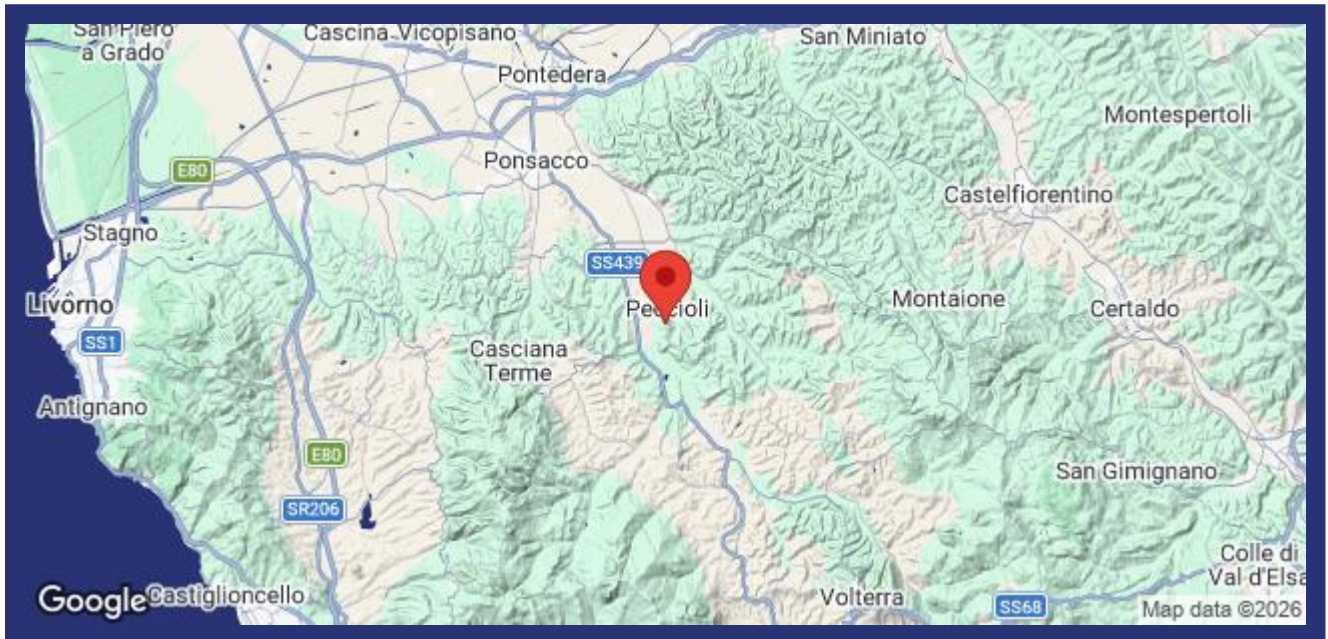 San Piero
a Grado
Cascina
Vicopisano
San Miniato
Pontedera
Montespertoli
Ponsacco
E80
Castelfiorentino
Stagno
SS439
Livorno
Peccioli
Montaione
Certaldo
SS1
Casciana
Terme
Antignano
E80
San Gimignano
SR206
Colle di
Val d'Elsa
Google
Castiglioncello
Volterra
SS68
Map data ©2026